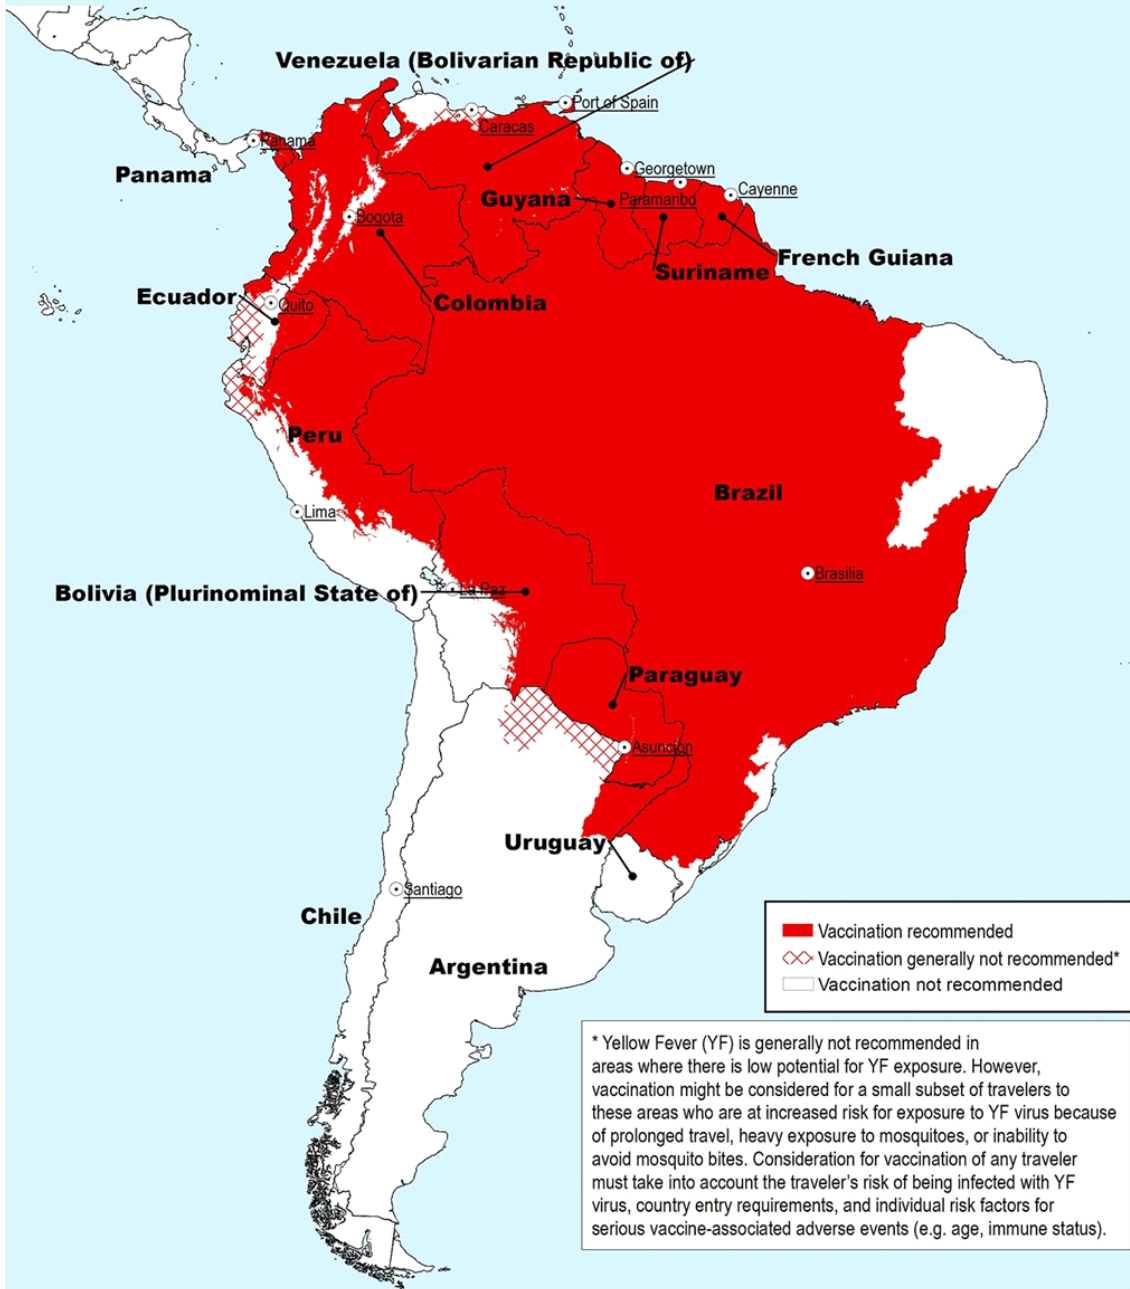 Venezuela (Bolivarian Republic of)
Port of Spain
Caracas
Panama
Panama
Georgetown
Guyana
Paramaribo
Cayenne
Bogota
French Guiana
Suriname
Ecuador
Quito
Colombia
Peru
Brazil
Lima
Brasilia
Bolivia (Plurinominal State of)
La Paz
Paraguay
Asunción
Uruguay
Santiago
Chile
Argentina
Vaccination recommended
Vaccination generally not recommended*
Vaccination not recommended
* Yellow Fever (YF) is generally not recommended in
areas where there is low potential for YF exposure. However,
vaccination might be considered for a small subset of travelers to
these areas who are at increased risk for exposure to YF virus because
of prolonged travel, heavy exposure to mosquitoes, or inability to
avoid mosquito bites. Consideration for vaccination of any traveler
must take into account the traveler’s risk of being infected with YF
virus, country entry requirements, and individual risk factors for
serious vaccine-associated adverse events (e.g. age, immune status).